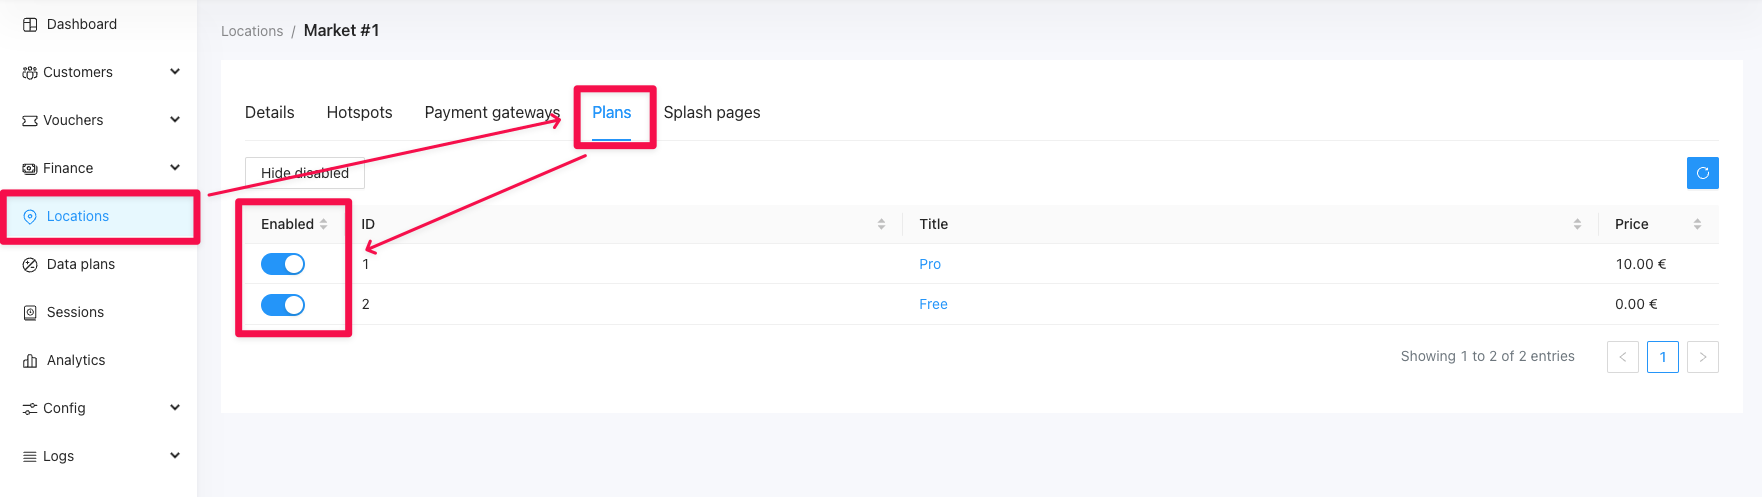 Dashboard
Customers
Vouchers
Finance
Locations
Data plans
Sessions
Analytics
Config
Logs
Locations / Market #1
Details Hotspots Payment gateways Plans Splash pages
Hide disabled
Enabled ID Title Price
1 Pro 10.00 €
2 Free 0.00 €
Showing 1 to 2 of 2 entries < 1 >